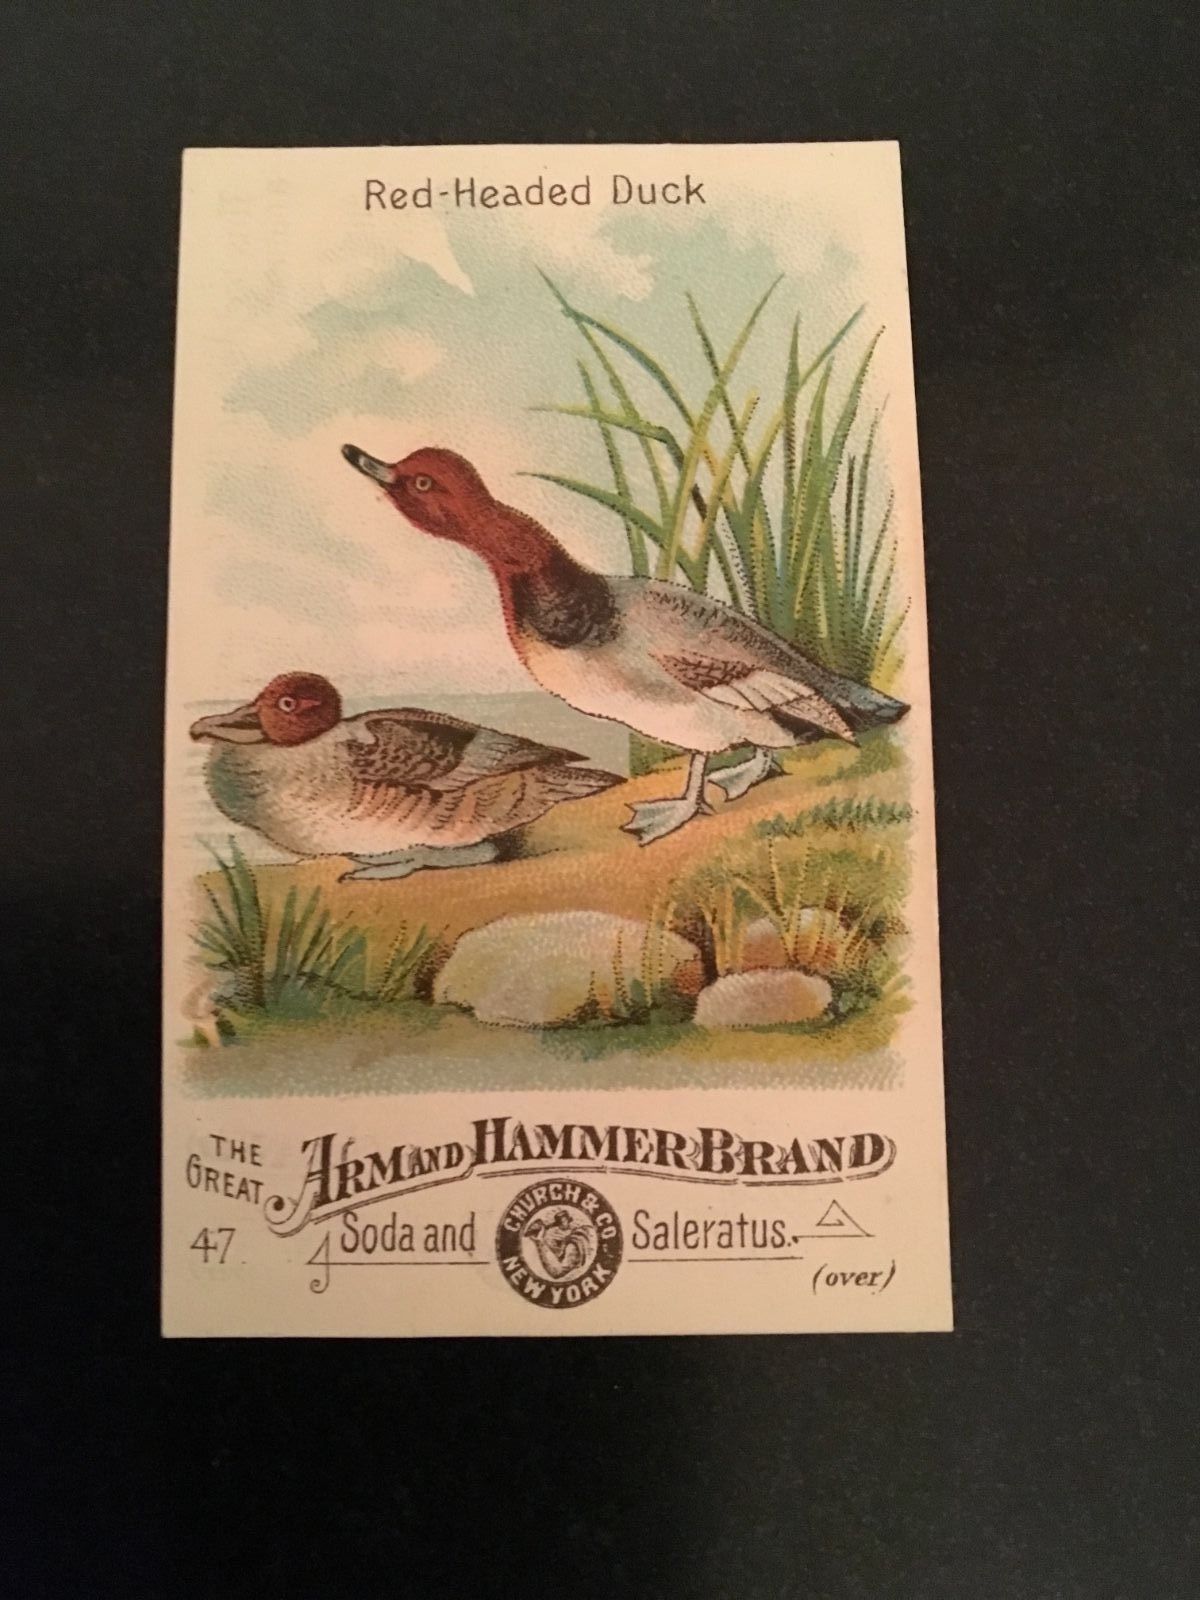 Red-Headed Duck
THE GREAT
ARM AND HAMMER BRAND
47.
Soda and
CHURCH & CO
NEW YORK
Saleratus.
(over)